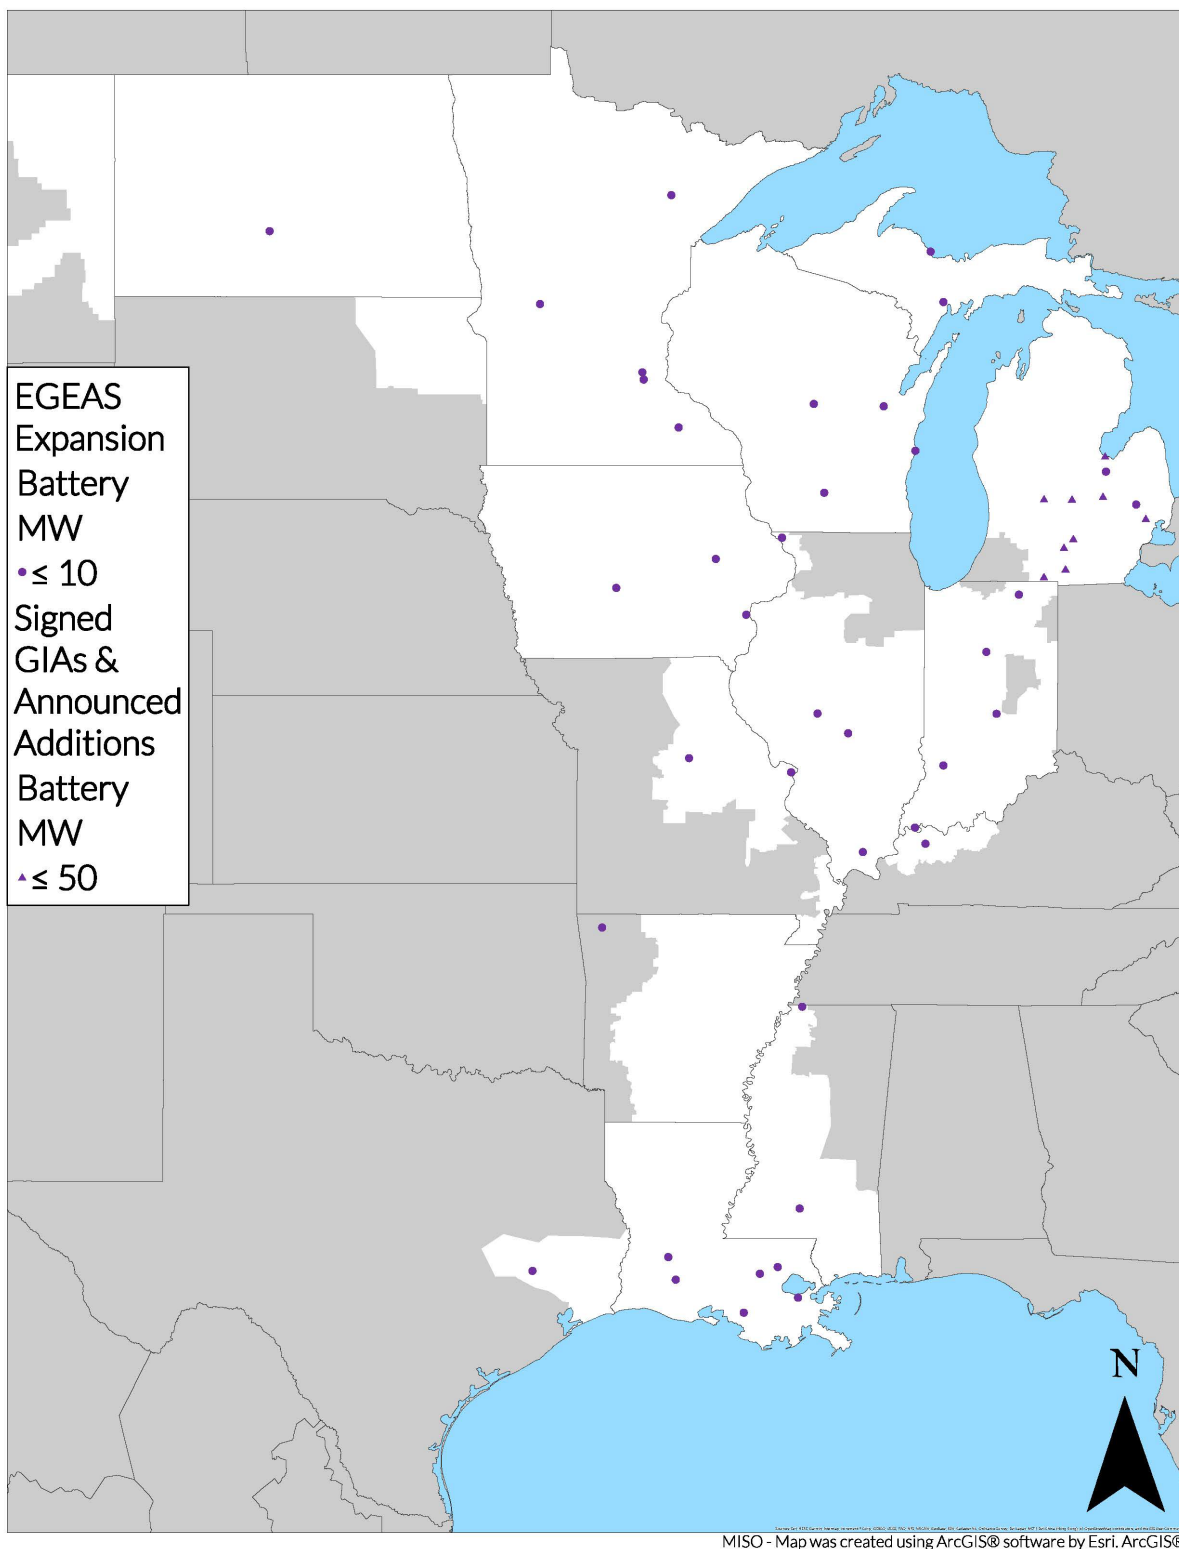 EGEAS
Expansion
Battery
MW
≤ 10
Signed
GIAs &
Announced
Additions
Battery
MW
≤ 50
N
MISO - Map was created using ArcGIS® software by Esri. ArcGIS®